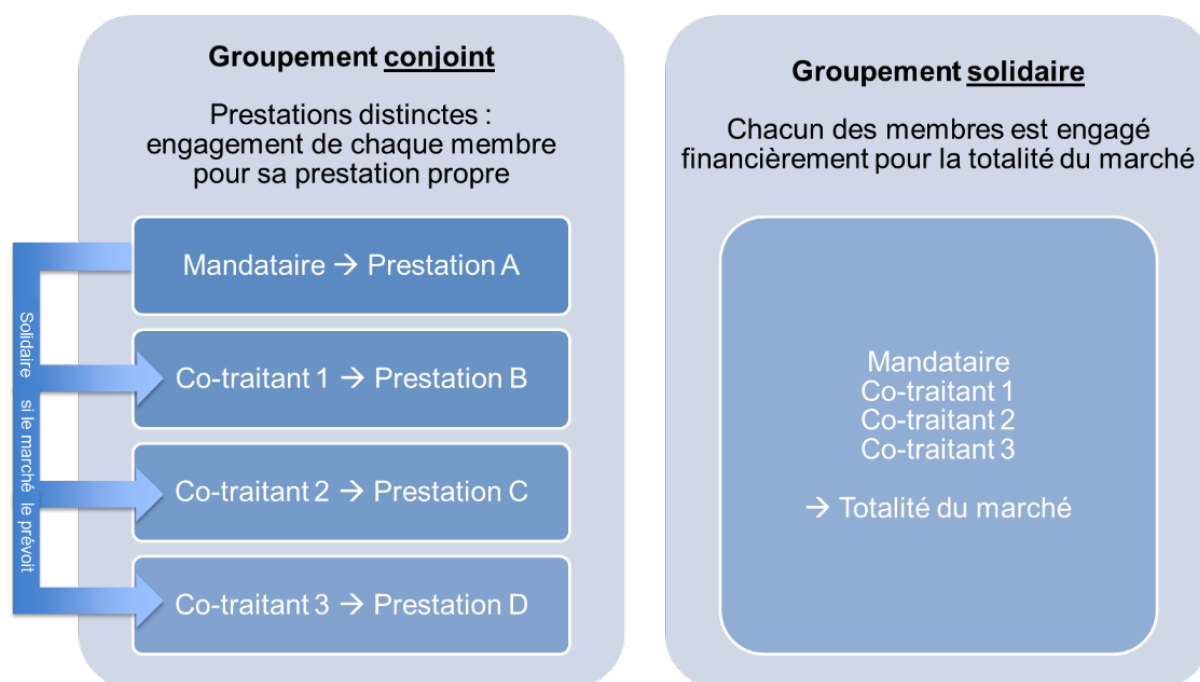 Groupement conjoint
Prestations distinctes :
engagement de chaque membre
pour sa prestation propre
Mandataire → Prestation A
Co-traitant 1 → Prestation B
Co-traitant 2 → Prestation C
Co-traitant 3 → Prestation D
Solidaire si le marché le prévoit
Groupement solidaire
Chacun des membres est engagé
financièrement pour la totalité du marché
Mandataire
Co-traitant 1
Co-traitant 2
Co-traitant 3
→ Totalité du marché